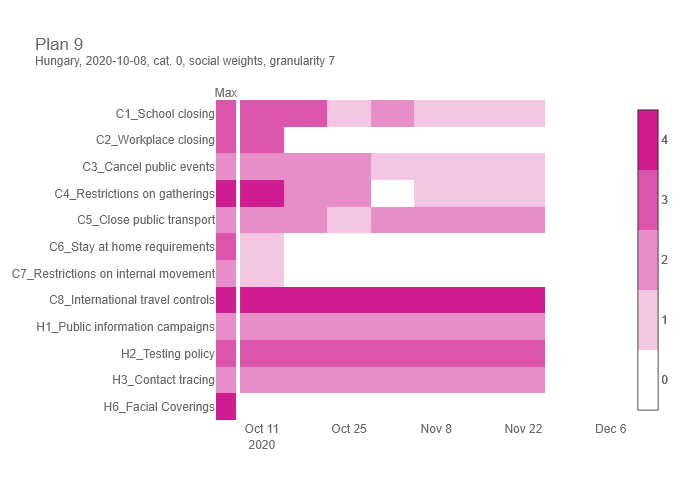 Plan 9
Hungary, 2020-10-08, cat. 0, social weights, granularity 7
Max
C1_School closing
C2_Workplace closing
C3_Cancel public events
C4_Restrictions on gatherings
C5_Close public transport
C6_Stay at home requirements
C7_Restrictions on internal movement
C8_International travel controls
H1_Public information campaigns
H2_Testing policy
H3_Contact tracing
H6_Facial Coverings
4
3
2
1
0
Oct 11 Oct 25 Nov 8 Nov 22 Dec 6
2020